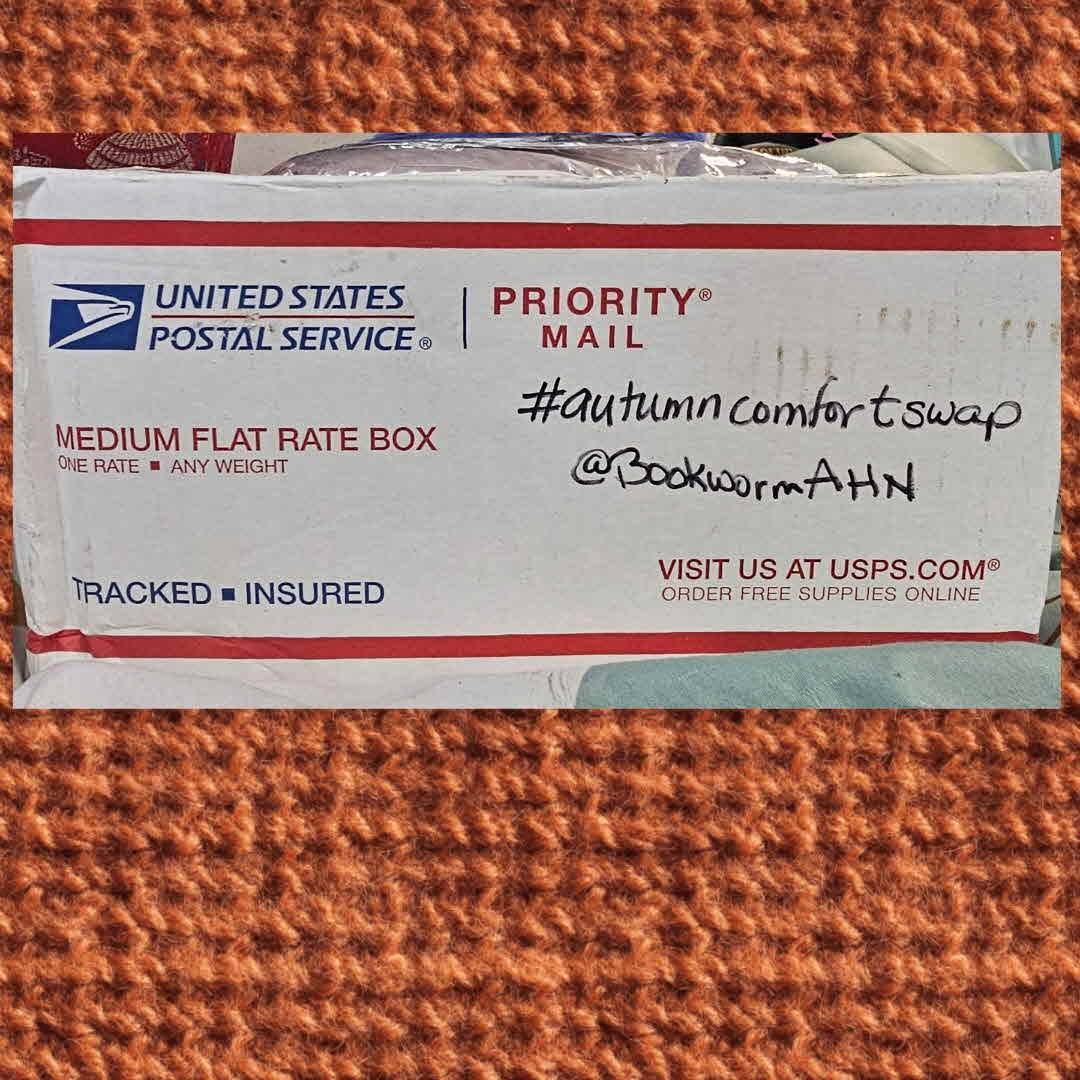 UNITED STATES
POSTAL SERVICE®
PRIORITY®
MAIL
#autumncomfortswap
@BookwormAHN
MEDIUM FLAT RATE BOX
ONE RATE ■ ANY WEIGHT
TRACKED ■ INSURED
VISIT US AT USPS.COM®
ORDER FREE SUPPLIES ONLINE